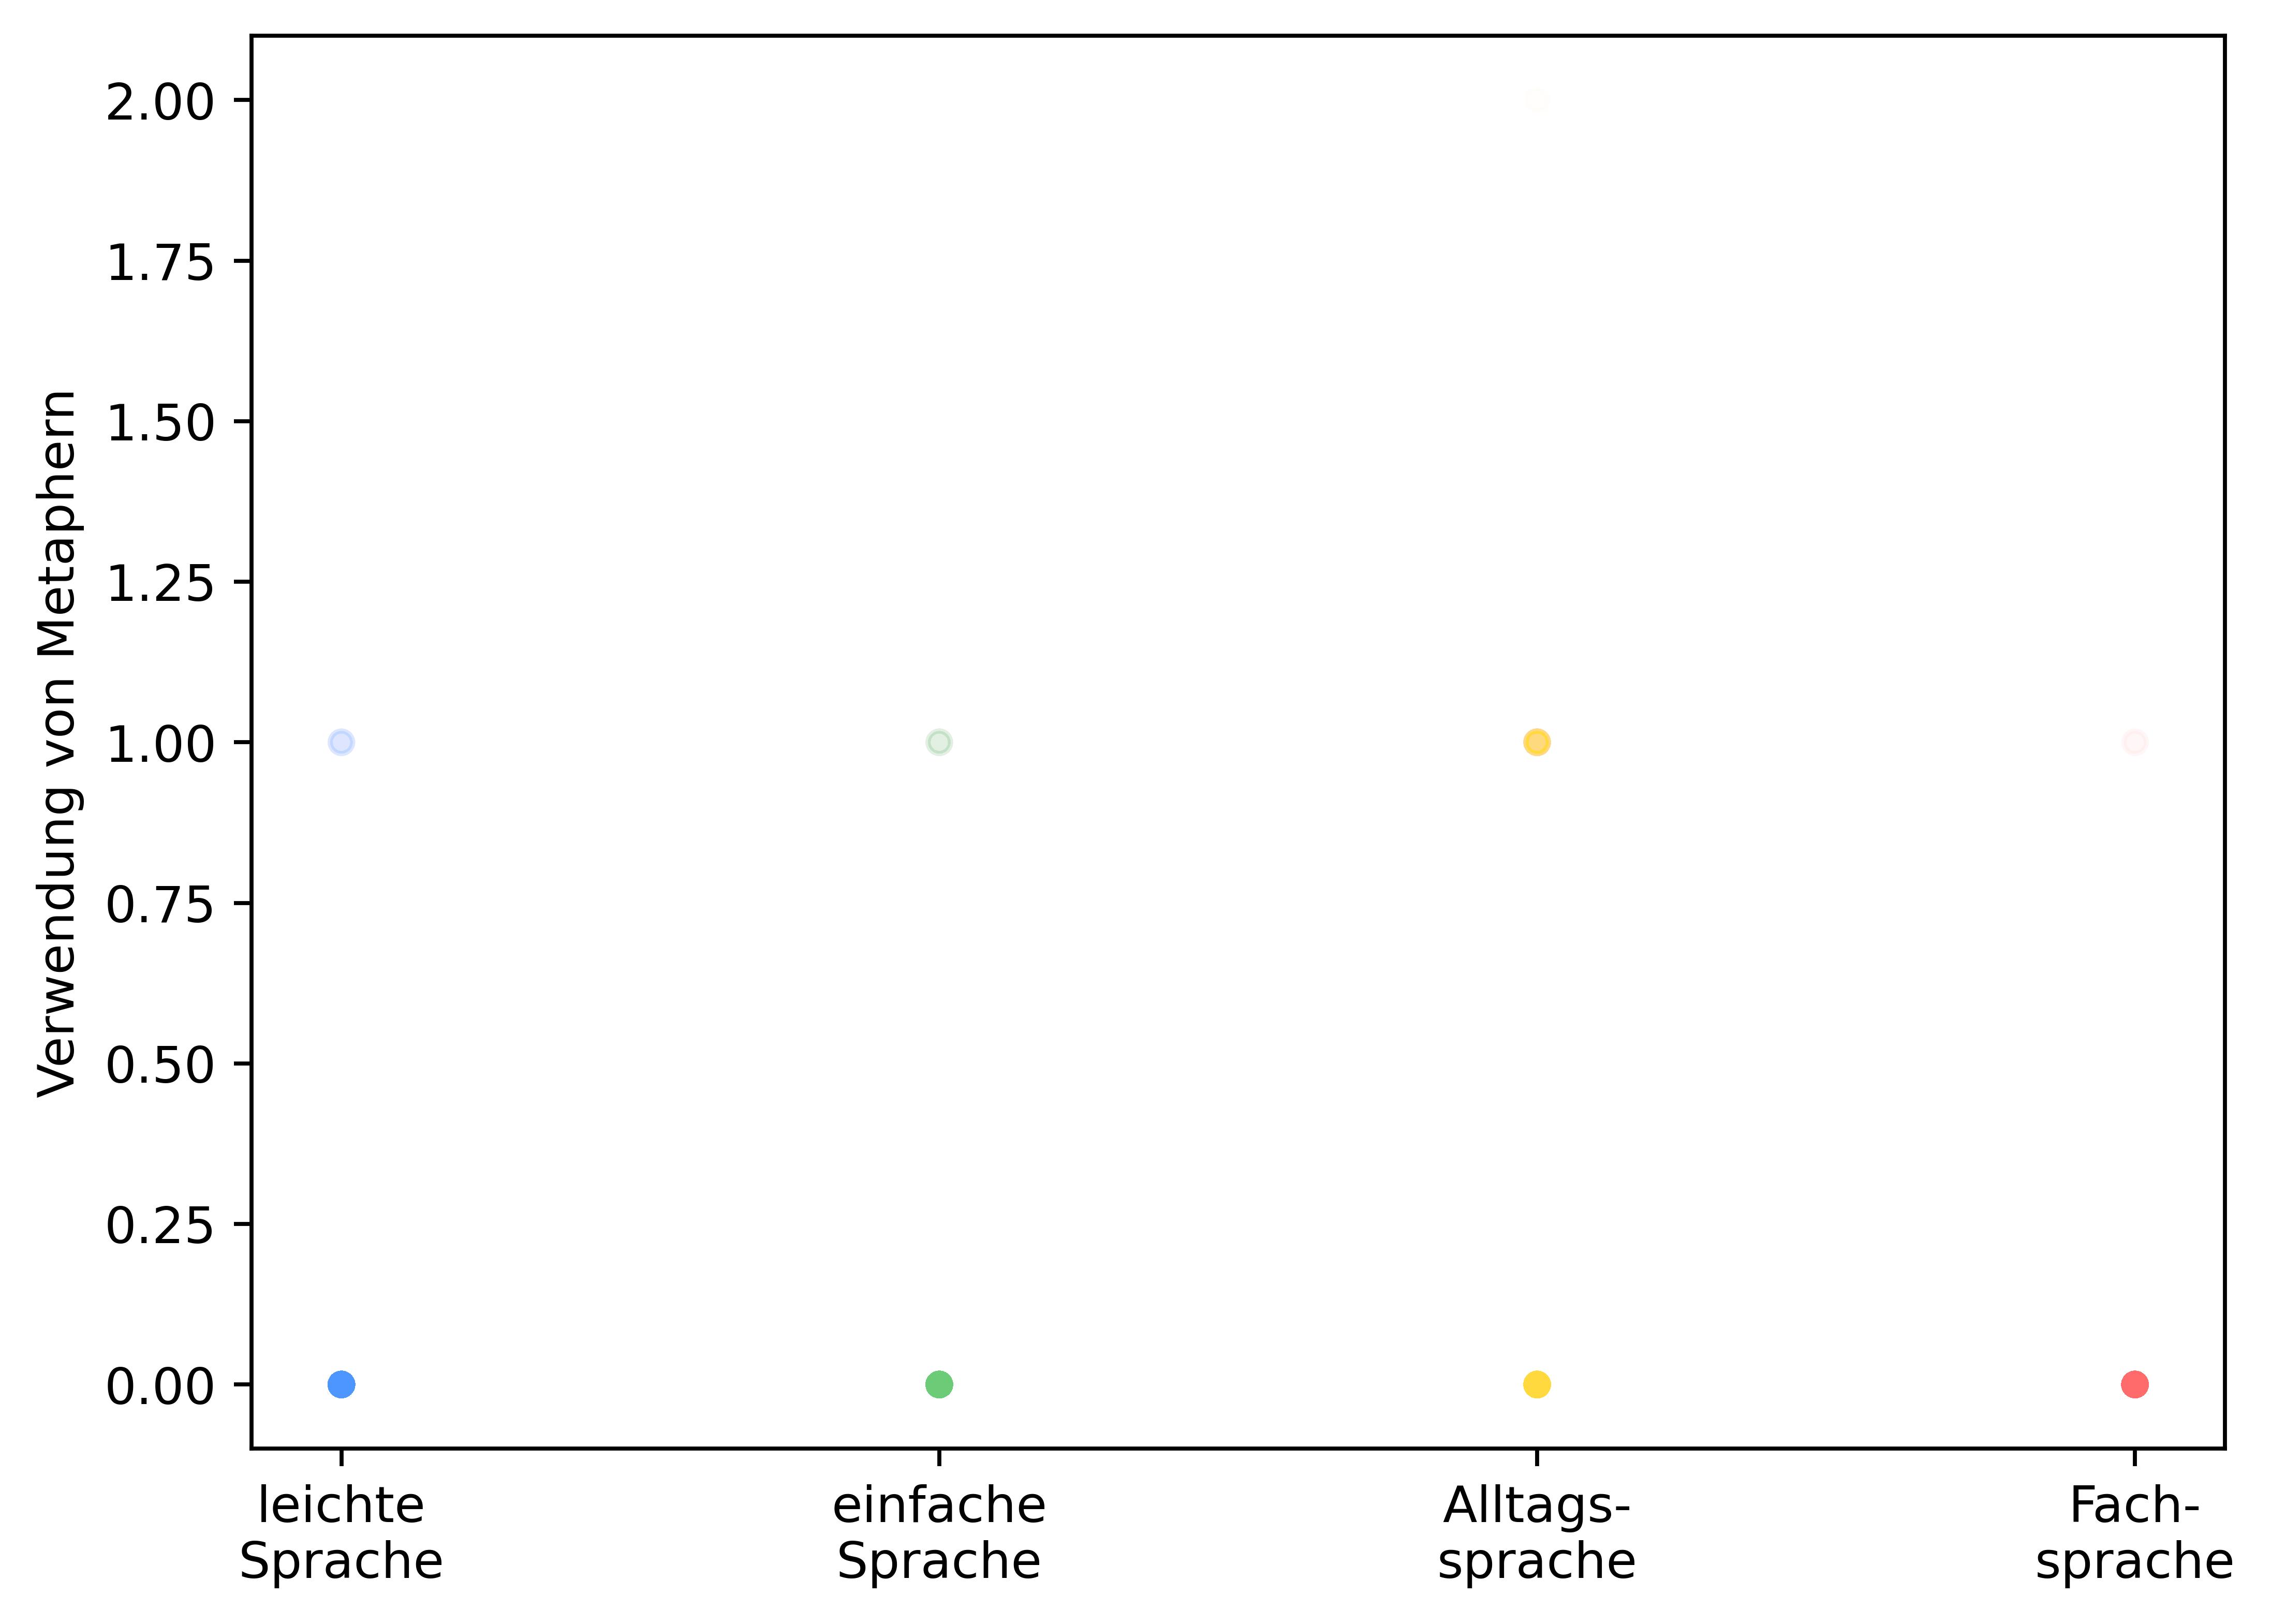 Verwendung von Metaphern
2.00
1.75
1.50
1.25
1.00
0.75
0.50
0.25
0.00
leichte
Sprache
einfache
Sprache
Alltags-
sprache
Fach-
sprache